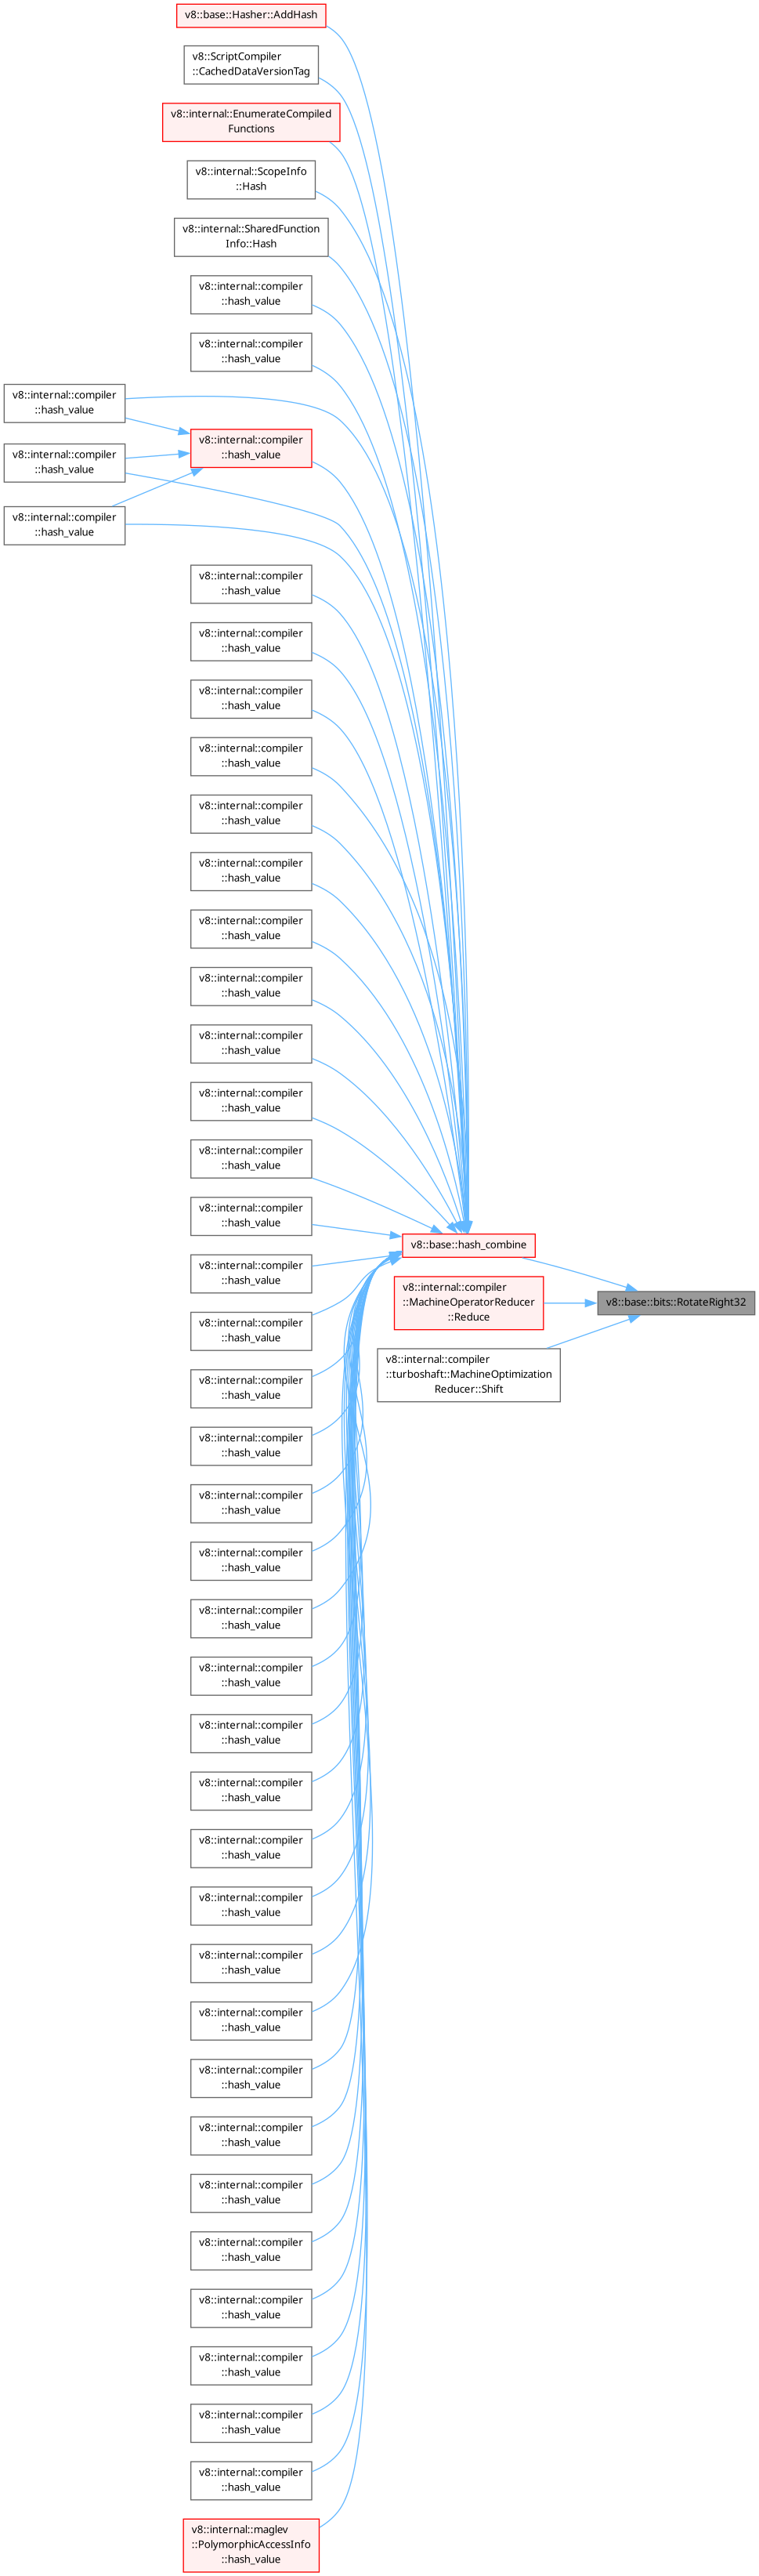 v8::base::Hasher::AddHash
v8::ScriptCompiler
::CachedDataVersionTag
v8::internal::EnumerateCompiled
Functions
v8::internal::ScopeInfo
::Hash
v8::internal::SharedFunction
Info::Hash
v8::internal::compiler
::hash_value
v8::internal::compiler
::hash_value
v8::internal::compiler
::hash_value
v8::internal::compiler
::hash_value
v8::internal::compiler
::hash_value
v8::internal::compiler
::hash_value
v8::internal::compiler
::hash_value
v8::internal::compiler
::hash_value
v8::internal::compiler
::hash_value
v8::internal::compiler
::hash_value
v8::internal::compiler
::hash_value
v8::internal::compiler
::hash_value
v8::internal::compiler
::hash_value
v8::internal::compiler
::hash_value
v8::internal::compiler
::hash_value
v8::internal::compiler
::hash_value
v8::internal::compiler
::hash_value
v8::internal::compiler
::hash_value
v8::base::hash_combine
v8::internal::compiler
::hash_value
v8::internal::compiler
::MachineOperatorReducer
::Reduce
v8::base::bits::RotateRight32
v8::internal::compiler
::hash_value
v8::internal::compiler
::turboshaft::MachineOptimization
Reducer::Shift
v8::internal::compiler
::hash_value
v8::internal::compiler
::hash_value
v8::internal::compiler
::hash_value
v8::internal::compiler
::hash_value
v8::internal::compiler
::hash_value
v8::internal::compiler
::hash_value
v8::internal::compiler
::hash_value
v8::internal::compiler
::hash_value
v8::internal::compiler
::hash_value
v8::internal::compiler
::hash_value
v8::internal::compiler
::hash_value
v8::internal::compiler
::hash_value
v8::internal::compiler
::hash_value
v8::internal::compiler
::hash_value
v8::internal::compiler
::hash_value
v8::internal::compiler
::hash_value
v8::internal::compiler
::hash_value
v8::internal::compiler
::hash_value
v8::internal::compiler
::hash_value
v8::internal::compiler
::hash_value
v8::internal::maglev
::PolymorphicAccessInfo
::hash_value